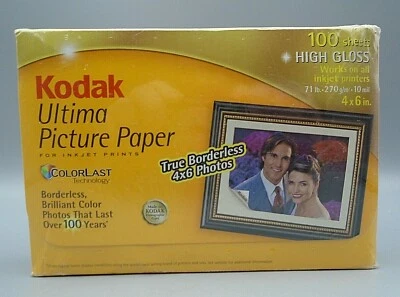 100 sheets
HIGH GLOSS
Works on all
inkjet printers
71 lb.·270 g/m²·10 mil
4x6 in.
Kodak
Ultima
Picture Paper
FOR INKJET PRINTS
COLORLAST
Technology
Borderless,
Brilliant Color
Photos That Last
Over 100 Years*
KODAK
True Borderless
4x6 Photos